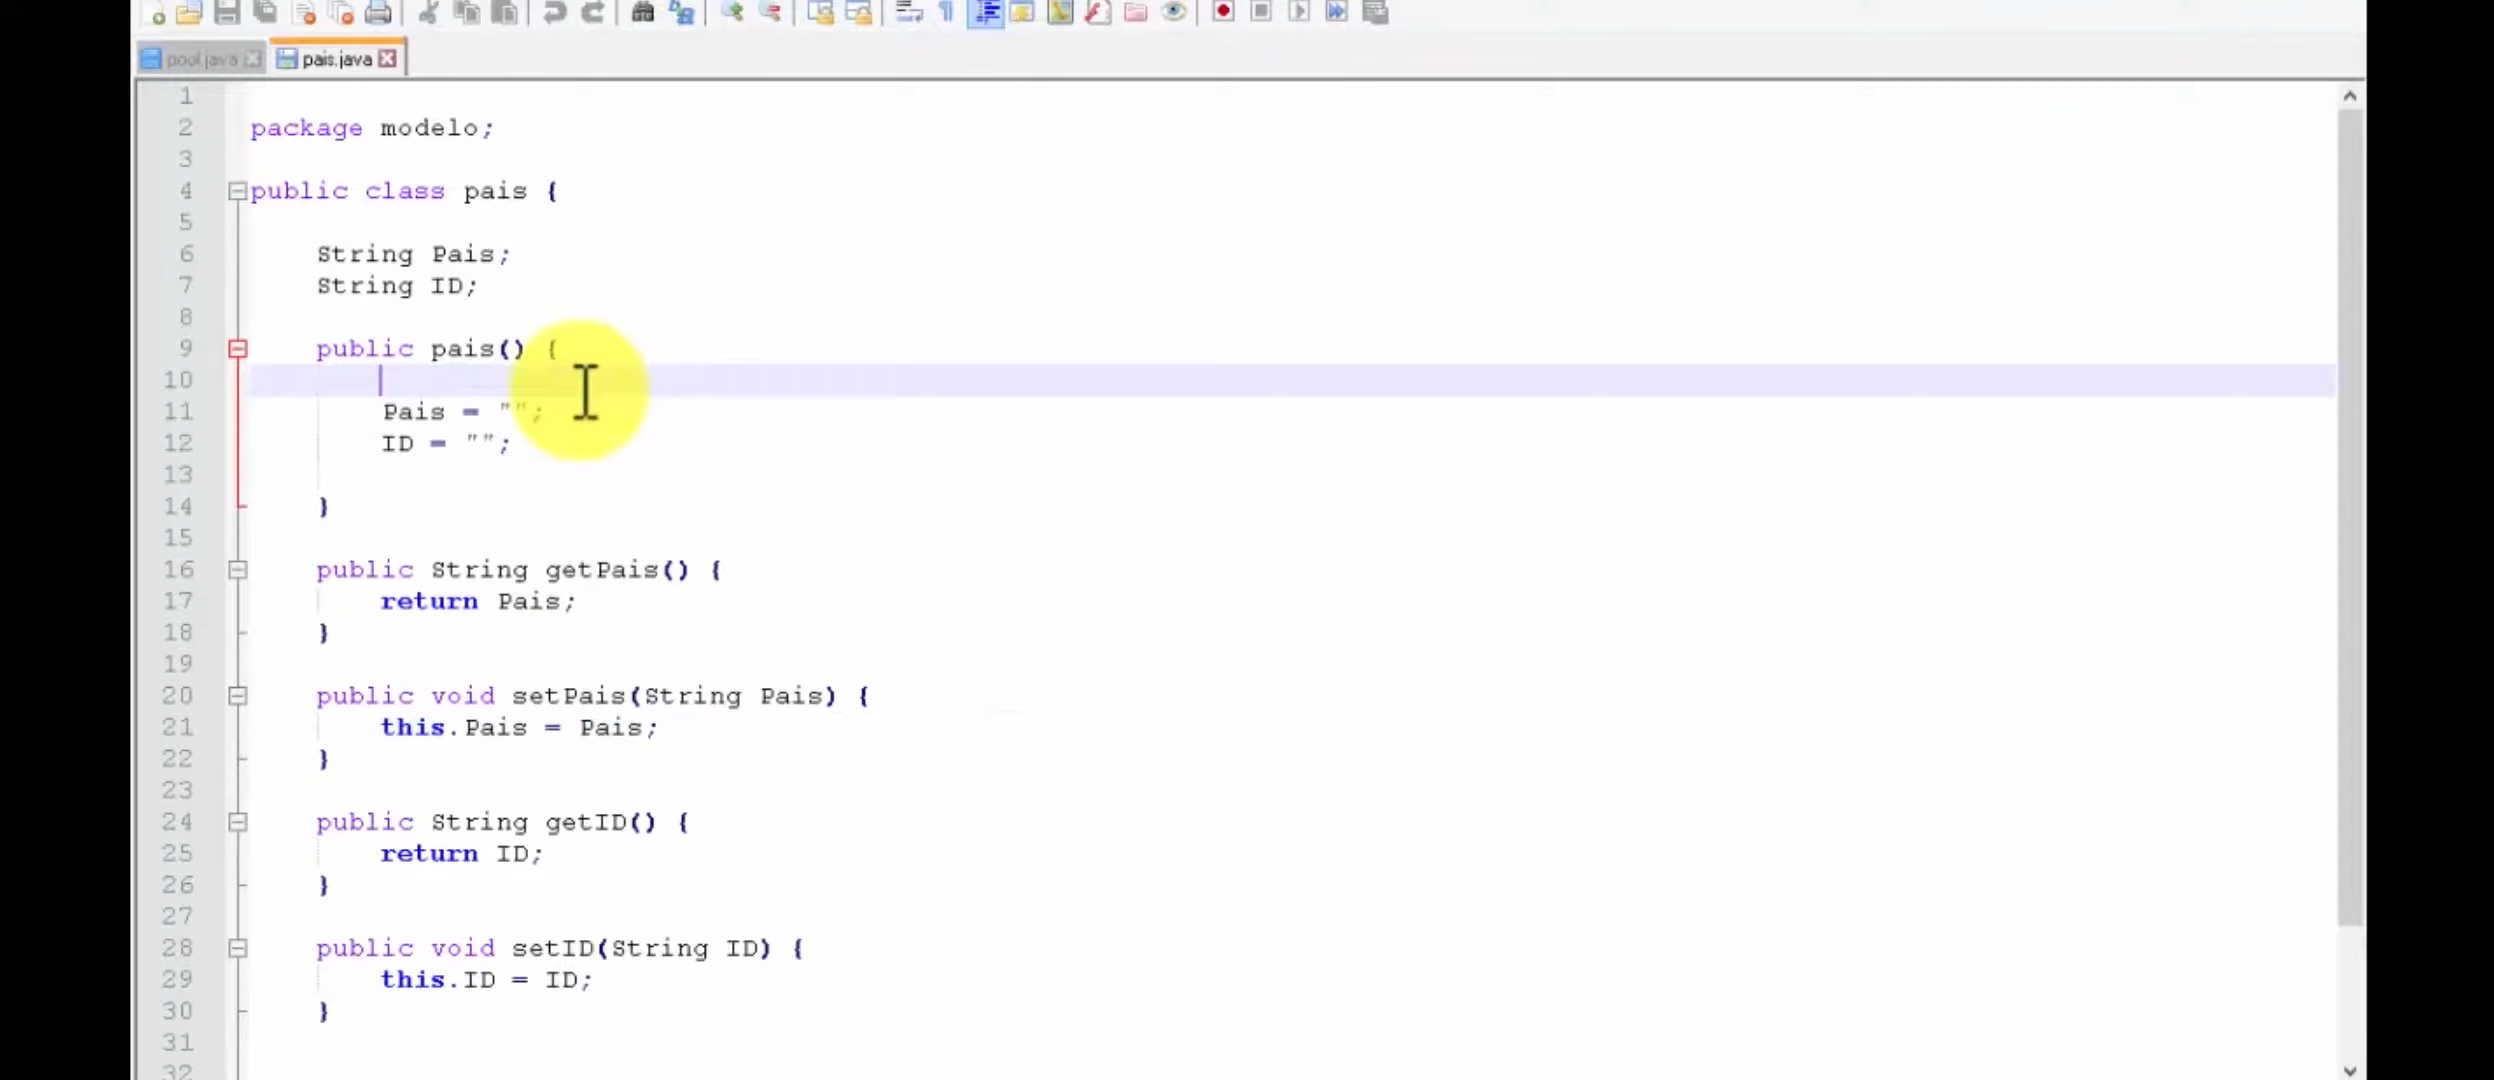 pool.java pais.java
1
2 package modelo;
3
4 public class pais {
5
6 String Pais;
7 String ID;
8
9 public pais() {
10
11 Pais = "";
12 ID = "";
13
14 }
15
16 public String getPais() {
17 return Pais;
18 }
19
20 public void setPais(String Pais) {
21 this.Pais = Pais;
22 }
23
24 public String getID() {
25 return ID;
26 }
27
28 public void setID(String ID) {
29 this.ID = ID;
30 }
31
32